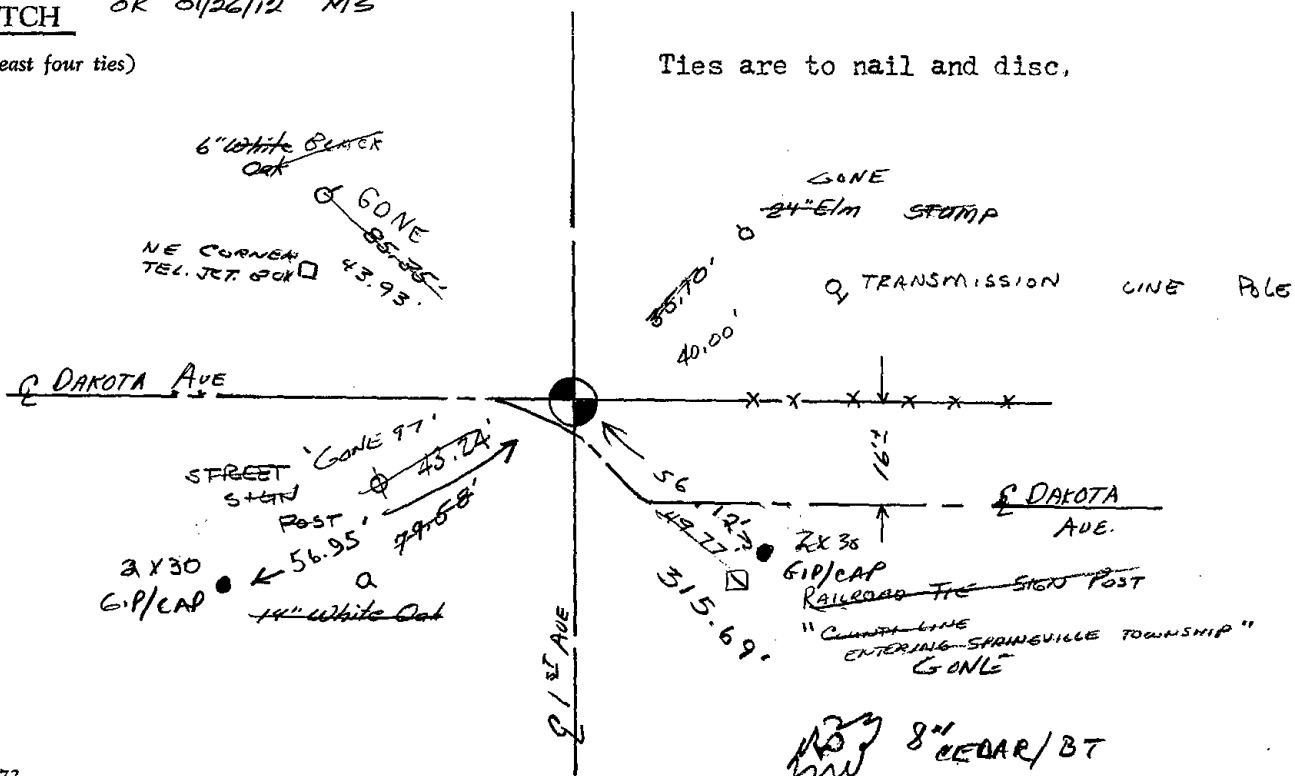 TCH OK 01/26/12 MS
east four ties)
Ties are to nail and disc,
6" White BLACK
Oak
GONE
85.35'
43.93'
NE CORNER
TEL. JCT. BOX
GONE
24" Elm STUMP
35.70'
40.00'
TRANSMISSION LINE POLE
℄ DAKOTA AVE
16.7
'GONE 97'
43.24'
STREET
SIGN
POST
79.68'
56.95'
2 X 30
G.I.P/CAP
14" White Oak
56.12'
49.77'
315.69'
2X30
G.I.P/CAP
℄ DAKOTA
AVE.
RAILROAD TIE SIGN POST
"COUNTY LINE
ENTERING SPRINGVILLE TOWNSHIP"
GONE
℄ 1ST AVE
8" CEDAR/BT